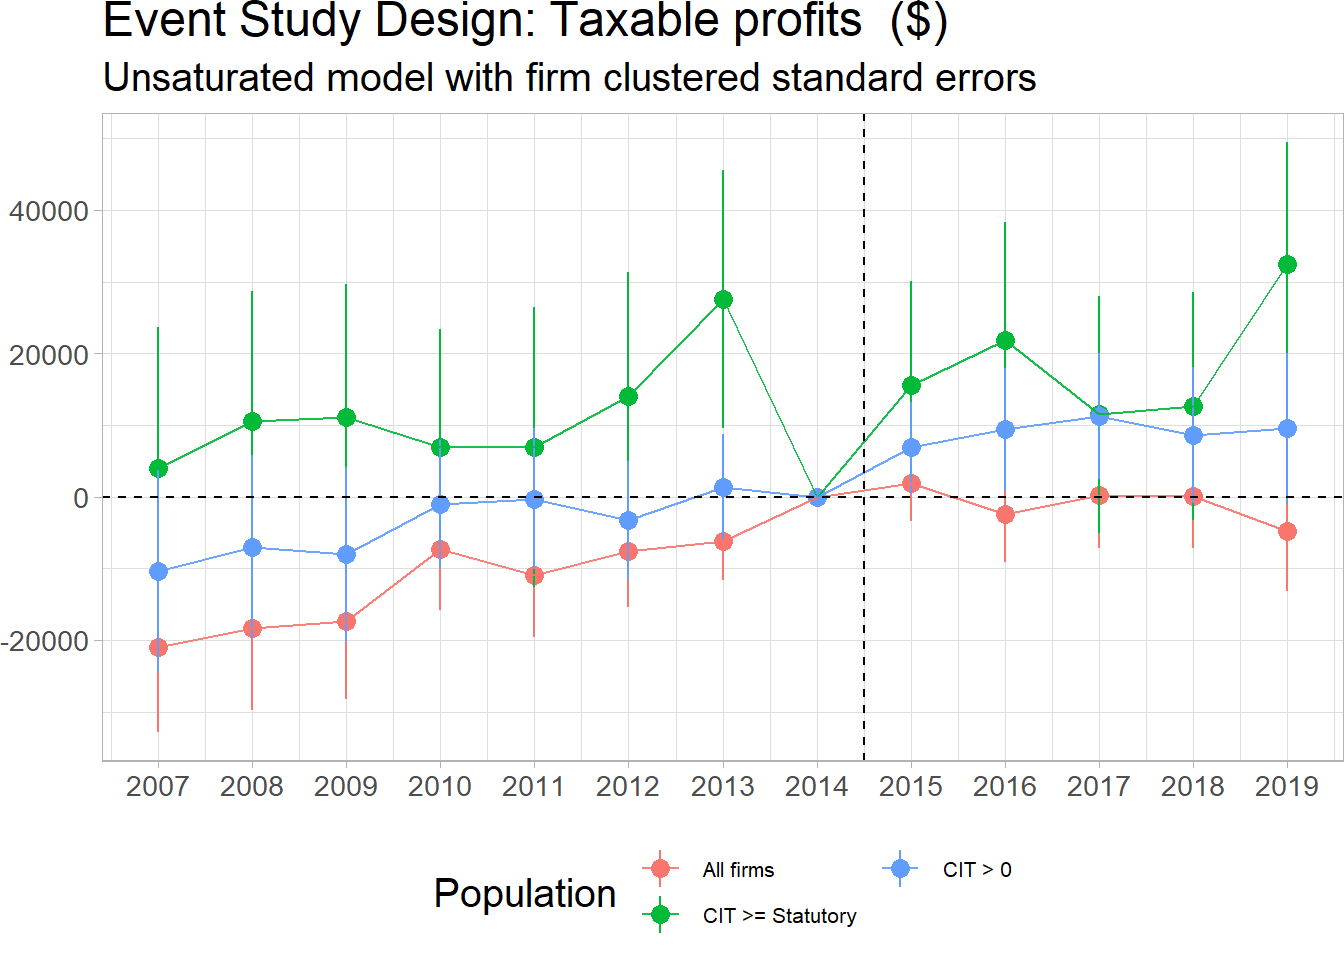 Event Study Design: Taxable profits  ($)
Unsaturated model with firm clustered standard errors
40000
20000
0
-20000
2007 2008 2009 2010 2011 2012 2013 2014 2015 2016 2017 2018 2019
Population
All firms
CIT >= Statutory
CIT > 0